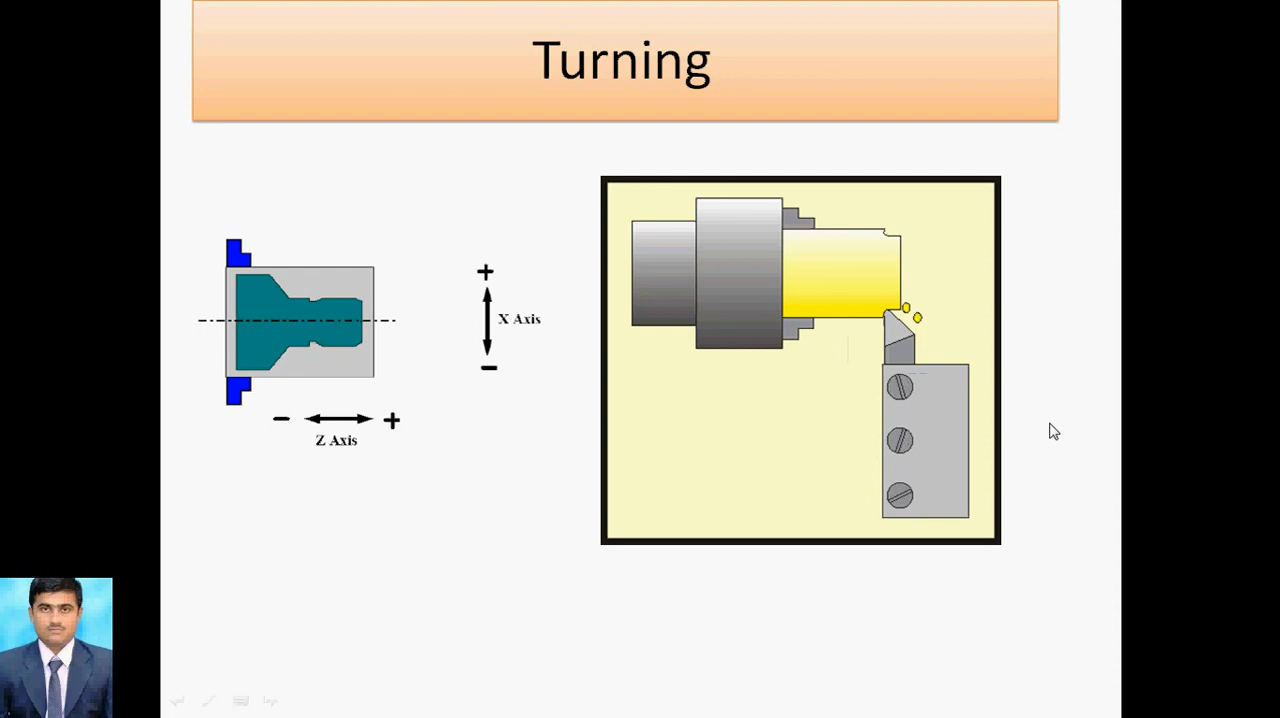 Turning
+
X Axis
-
- +
Z Axis